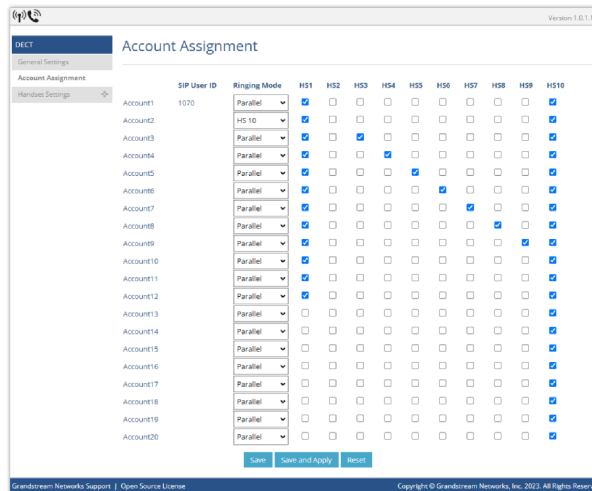 Version 1.0.1.1
DECT
General Settings
Account Assignment
Handset Settings
Account Assignment
SIP User ID Ringing Mode HS1 HS2 HS3 HS4 HS5 HS6 HS7 HS8 HS9 HS10
Account1 1070 Parallel
Account2 HS 10
Account3 Parallel
Account4 Parallel
Account5 Parallel
Account6 Parallel
Account7 Parallel
Account8 Parallel
Account9 Parallel
Account10 Parallel
Account11 Parallel
Account12 Parallel
Account13 Parallel
Account14 Parallel
Account15 Parallel
Account16 Parallel
Account17 Parallel
Account18 Parallel
Account19 Parallel
Account20 Parallel
Save Save and Apply Reset
Grandstream Networks Support | Open Source License Copyright © Grandstream Networks, Inc. 2023. All Rights